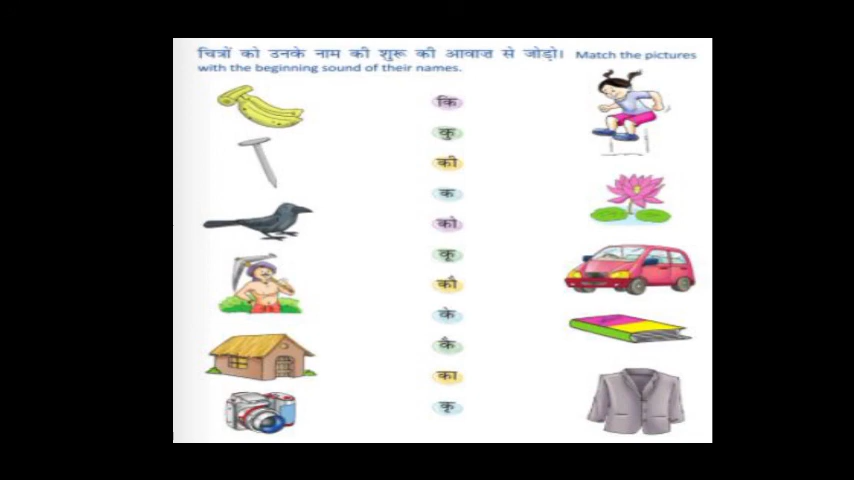 चित्रों को उनके नाम की शुरू की आवाज़ से जोड़ो। Match the pictures
with the beginning sound of their names.
कि
कु
की
क
को
कू
कौ
के
कै
का
कृ